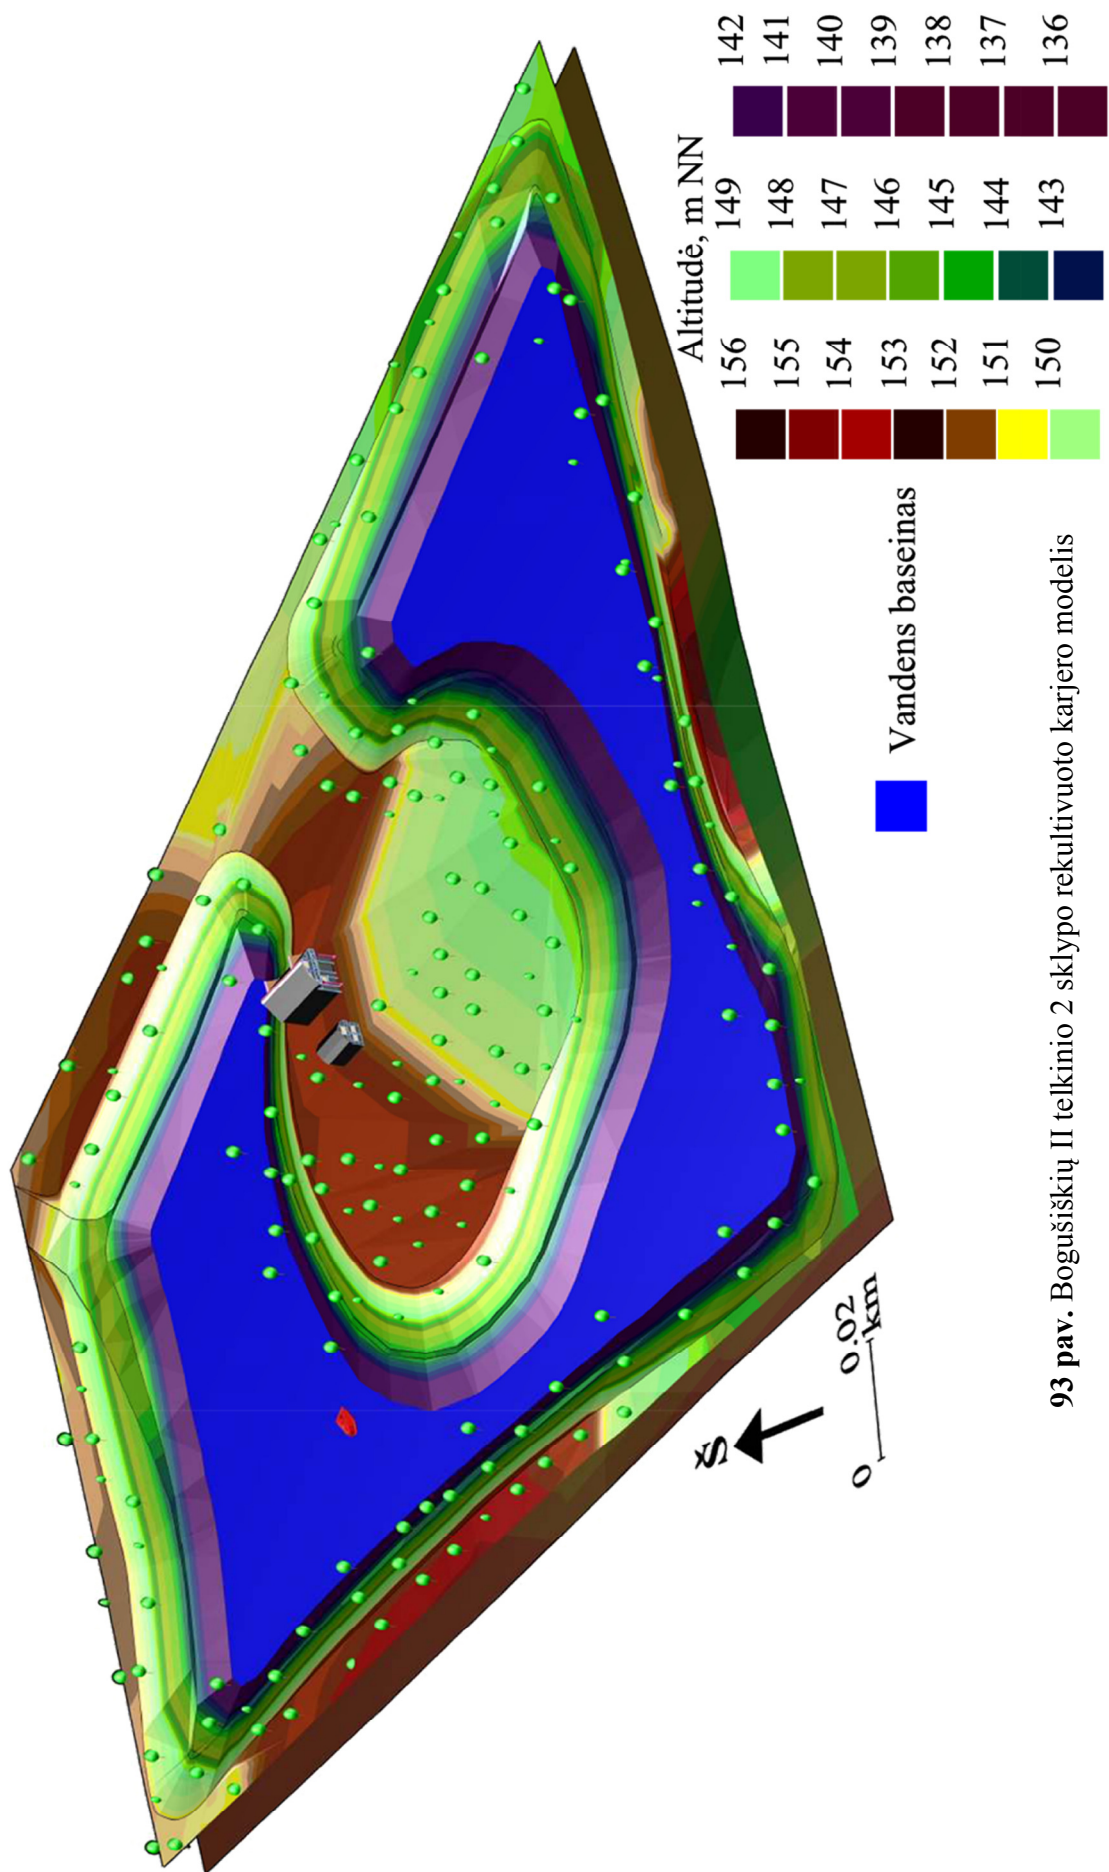 Š
0 0.02
km
Vandens baseinas
Altitudė, m NN
156 149 142
155 148 141
154 147 140
153 146 139
152 145 138
151 144 137
150 143 136
93 pav. Bogušiškių II telkinio 2 sklypo rekultivuoto karjero modelis